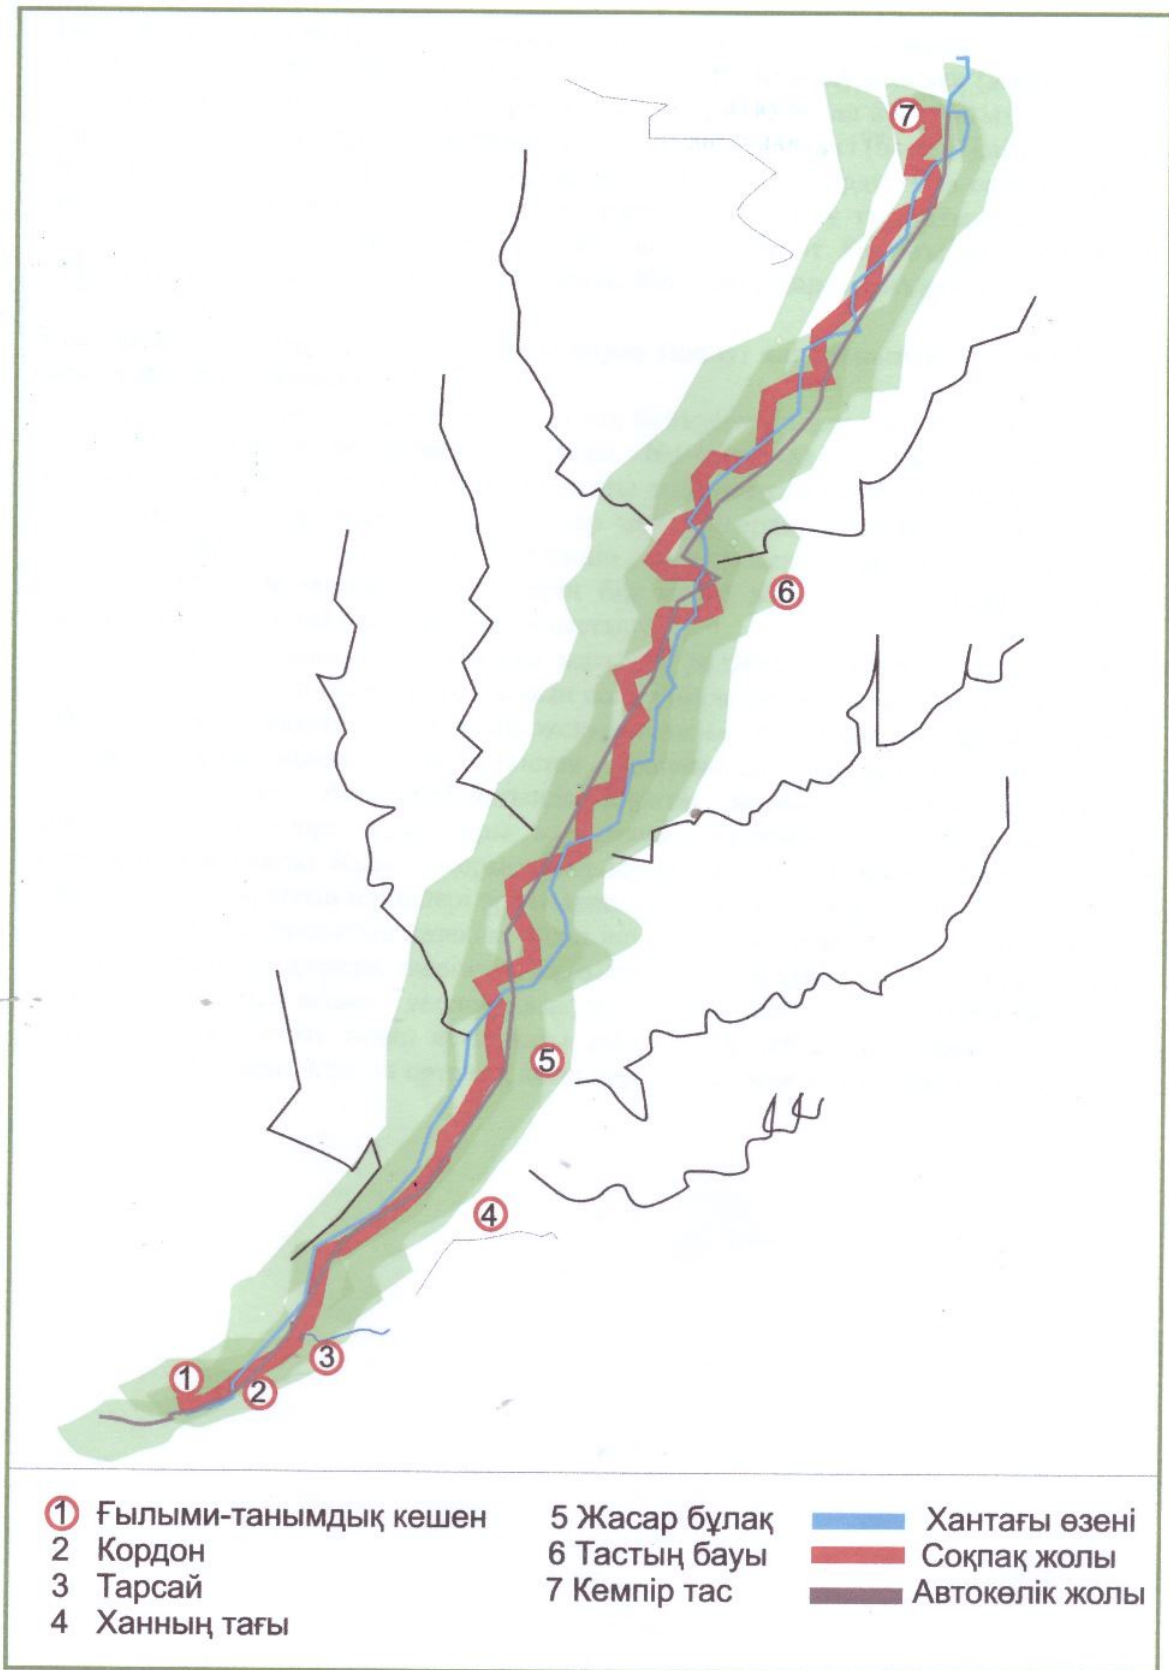 7
6
5
4
3
1
2
1 Ғылыми-танымдық кешен
2 Кордон
3 Тарсай
4 Ханның тағы
5 Жасар бұлақ
6 Тастың бауы
7 Кемпір тас
Хантағы өзені
Соқпақ жолы
Автокөлік жолы